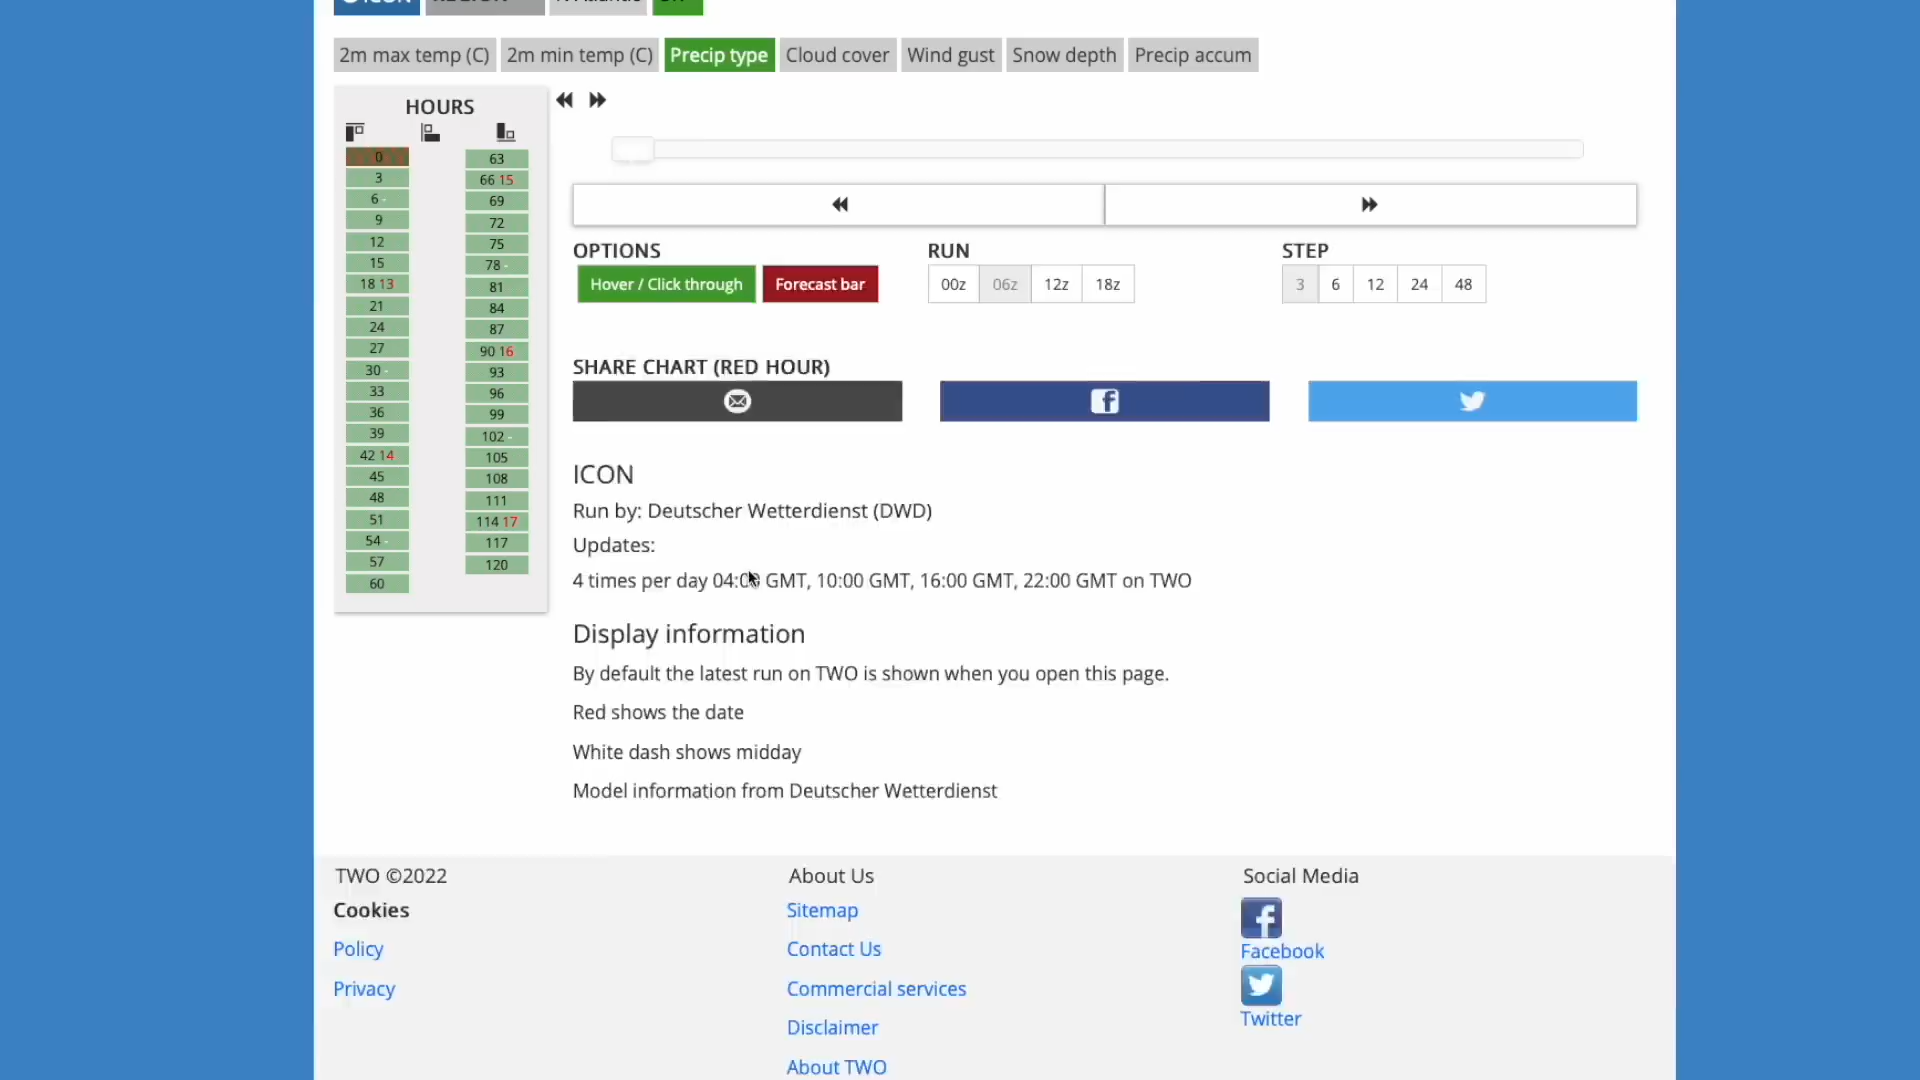 2m max temp (C) 2m min temp (C) Precip type Cloud cover Wind gust Snow depth Precip accum
HOURS
0
3
6 -
9
12
15
18 13
21
24
27
30 -
33
36
39
42 14
45
48
51
54 -
57
60
63
66 15
69
72
75
78 -
81
84
87
90 16
93
96
99
102 -
105
108
111
114 17
117
120
OPTIONS
Hover / Click through Forecast bar
RUN
00z 06z 12z 18z
STEP
3 6 12 24 48
SHARE CHART (RED HOUR)
ICON
Run by: Deutscher Wetterdienst (DWD)
Updates:
4 times per day 04:00 GMT, 10:00 GMT, 16:00 GMT, 22:00 GMT on TWO
Display information
By default the latest run on TWO is shown when you open this page.
Red shows the date
White dash shows midday
Model information from Deutscher Wetterdienst
TWO ©2022
Cookies
Policy
Privacy
About Us
Sitemap
Contact Us
Commercial services
Disclaimer
About TWO
Social Media
Facebook
Twitter